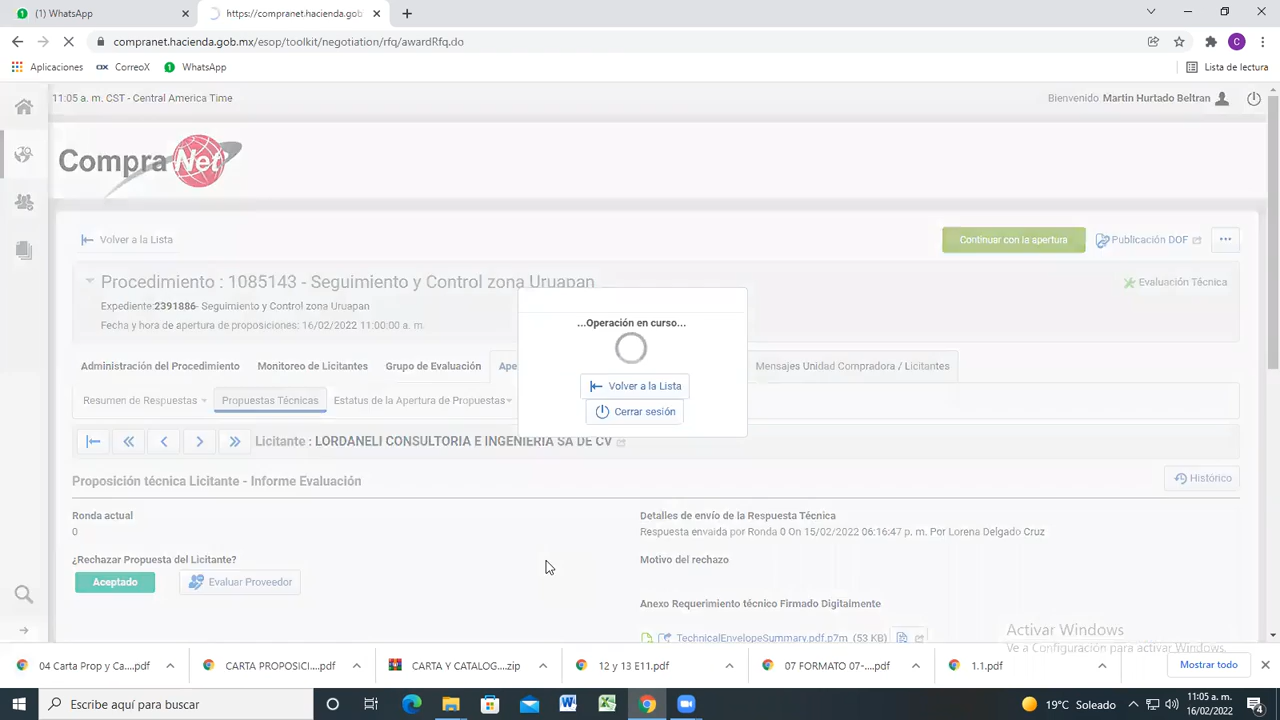 (1) WhatsApp
https://compranet.hacienda.gob
compranet.hacienda.gob.mx/esop/toolkit/negotiation/rfq/awardRfq.do
C
Aplicaciones
CorreoX
WhatsApp
Lista de lectura
11:05 a. m. CST - Central America Time
Bienvenido Martin Hurtado Beltran
CompraNet
Volver a la Lista
Continuar con la apertura
Publicación DOF
Procedimiento : 1085143 - Seguimiento y Control zona Uruapan
Evaluación Técnica
Expediente:2391886- Seguimiento y Control zona Uruapan
Fecha y hora de apertura de proposiciones: 16/02/2022 11:00:00 a. m.
...Operación en curso...
Volver a la Lista
Cerrar sesión
Administración del Procedimiento
Monitoreo de Licitantes
Grupo de Evaluación
Ape
Mensajes Unidad Compradora / Licitantes
Resumen de Respuestas
Propuestas Técnicas
Estatus de la Apertura de Propuestas
Licitante : LORDANELI CONSULTORIA E INGENIERIA SA DE CV
Proposición técnica Licitante - Informe Evaluación
Histórico
Ronda actual
0
Detalles de envío de la Respuesta Técnica
Respuesta envaida por Ronda 0 On 15/02/2022 06:16:47 p. m. Por Lorena Delgado Cruz
¿Rechazar Propuesta del Licitante?
Aceptado
Evaluar Proveedor
Motivo del rechazo
Anexo Requerimiento técnico Firmado Digitalmente
TechnicalEnvelopeSummary.pdf.p7m (53 KB)
Activar Windows
Ve a Configuración para activar Windows.
04 Carta Prop y Ca....pdf
CARTA PROPOSICI....pdf
CARTA Y CATALOG...zip
12 y 13 E11.pdf
07 FORMATO 07-....pdf
1.1.pdf
Mostrar todo
Escribe aquí para buscar
19°C Soleado
11:05 a. m.
16/02/2022
4